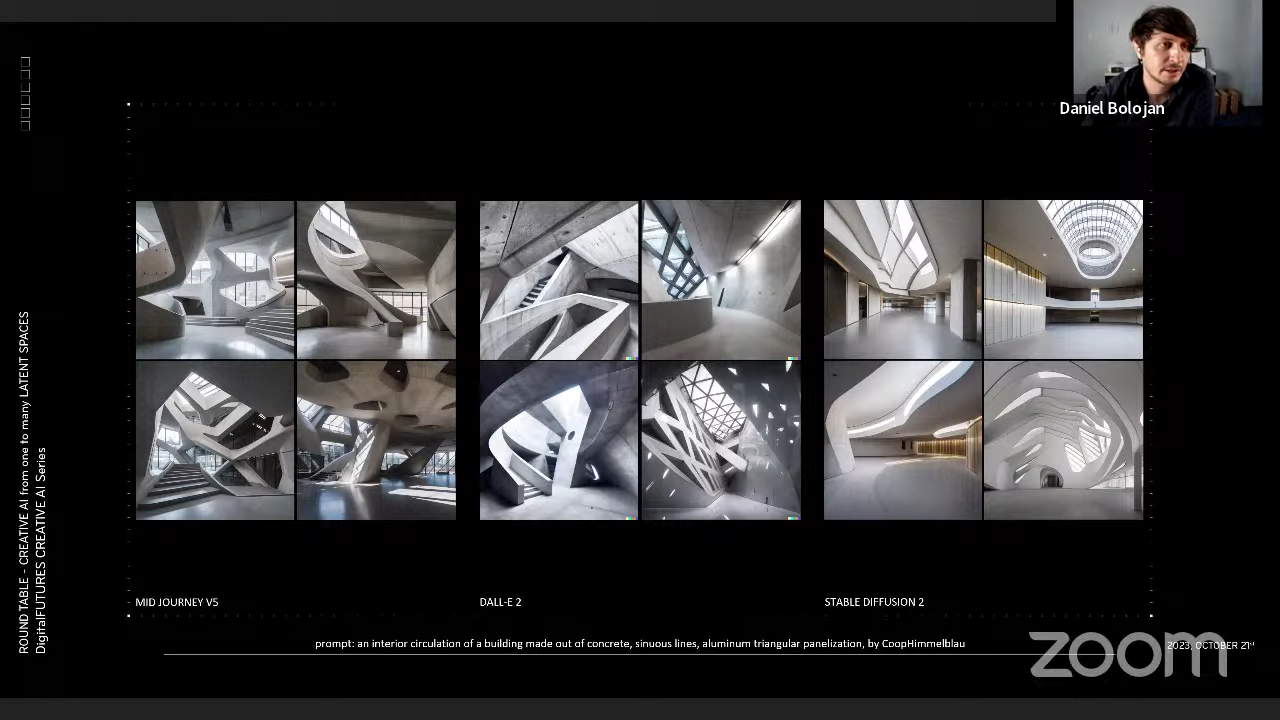 Daniel Bolojan
ROUND TABLE - CREATIVE AI from one to many LATENT SPACES
DigitalFUTURES CREATIVE AI Series
MID JOURNEY V5
DALL-E 2
STABLE DIFFUSION 2
prompt: an interior circulation of a building made out of concrete, sinuous lines, aluminum triangular panelization, by CoopHimmelblau
zoom
2023, OCTOBER 21st